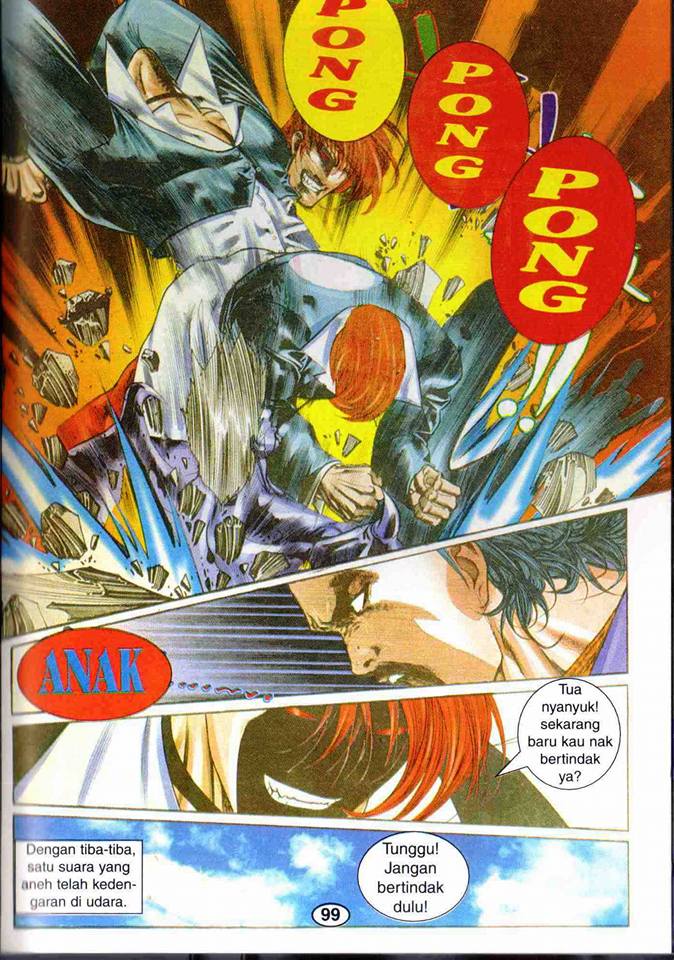 PONG
PONG
PONG
ANAK
Tua
nyanyuk!
sekarang
baru kau nak
bertindak
ya?
Dengan tiba-tiba,
satu suara yang
aneh telah keden-
garan di udara.
Tunggu!
Jangan
bertindak
dulu!
99